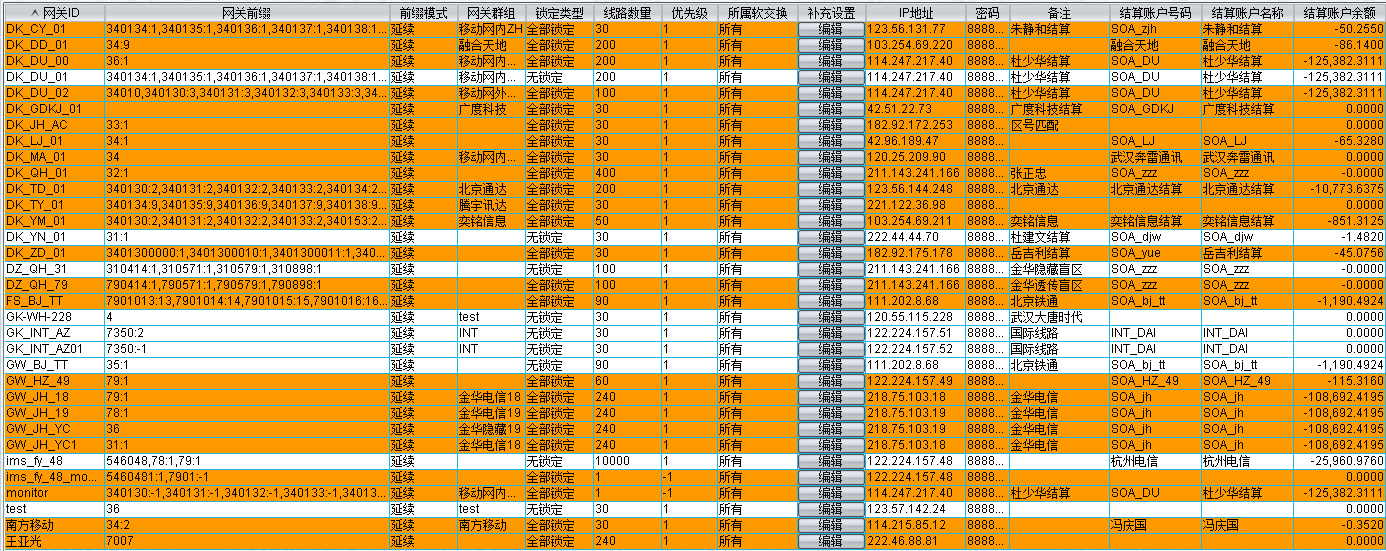 网关ID 网关前缀 前缀模式 网关群组 锁定类型 线路数量 优先级 所属软交换 补充设置 IP地址 密码 备注 结算账户号码 结算账户名称 结算账户余额
DK_CY_01 340134:1,340135:1,340136:1,340137:1,340138:1... 延续 移动网内ZH 全部锁定 30 1 所有 编辑 123.56.131.77 8888... 朱静和结算 SOA_zjh 朱静和结算 -50.2550
DK_DD_01 34:9 延续 融合天地 全部锁定 200 1 所有 编辑 103.254.69.220 8888... 融合天地 融合天地 -86.1400
DK_DU_00 36:1 延续 移动网内... 全部锁定 200 1 所有 编辑 114.247.217.40 8888... 杜少华结算 SOA_DU 杜少华结算 -125,382.3111
DK_DU_01 340134:1,340135:1,340136:1,340137:1,340138:1... 延续 移动网内... 无锁定 200 1 所有 编辑 114.247.217.40 8888... 杜少华结算 SOA_DU 杜少华结算 -125,382.3111
DK_DU_02 34010,340130:3,340131:3,340132:3,340133:3,34... 延续 移动网外... 全部锁定 100 1 所有 编辑 114.247.217.40 8888... 杜少华结算 SOA_DU 杜少华结算 -125,382.3111
DK_GDKJ_01 延续 广度科技 全部锁定 30 1 所有 编辑 42.51.22.73 8888... 广度科技结算 SOA_GDKJ 广度科技结算 0.0000
DK_JH_AC 33:1 延续 全部锁定 30 1 所有 编辑 182.92.172.253 8888... 区号匹配 0.0000
DK_LJ_01 34:1 延续 全部锁定 30 1 所有 编辑 42.96.189.47 8888... SOA_LJ SOA_LJ -65.3280
DK_MA_01 34 延续 移动网内... 全部锁定 30 1 所有 编辑 120.25.209.90 8888... 武汉奔雷通讯 武汉奔雷通讯 0.0000
DK_QH_01 32:1 延续 全部锁定 400 1 所有 编辑 211.143.241.166 8888... 张正忠 SOA_zzz SOA_zzz -0.0000
DK_TD_01 340130:2,340131:2,340132:2,340133:2,340134:2... 延续 北京通达 全部锁定 200 1 所有 编辑 123.56.144.248 8888... 北京通达 北京通达结算 北京通达结算 -10,773.6375
DK_TY_01 340134:9,340135:9,340136:9,340137:9,340138:9... 延续 腾宇讯达 全部锁定 30 1 所有 编辑 221.122.36.98 8888... 0.0000
DK_YM_01 340130:2,340131:2,340132:2,340133:2,340153:2... 延续 奕铭信息 全部锁定 50 1 所有 编辑 103.254.69.211 8888... 奕铭信息 奕铭信息结算 奕铭信息结算 -851.3125
DK_YN_01 31:1 延续 无锁定 30 1 所有 编辑 222.44.44.70 8888... 杜建文结算 SOA_djw SOA_djw -1.4820
DK_ZD_01 3401300000:1,3401300010:1,3401300011:1,340... 延续 全部锁定 30 1 所有 编辑 182.92.175.178 8888... 岳吉利结算 SOA_yue 岳吉利结算 -45.0756
DZ_QH_31 310414:1,310571:1,310579:1,310898:1 延续 无锁定 100 1 所有 编辑 211.143.241.166 8888... 金华隐藏盲区 SOA_zzz SOA_zzz -0.0000
DZ_QH_79 790414:1,790571:1,790579:1,790898:1 延续 全部锁定 100 1 所有 编辑 211.143.241.166 8888... 金华透传盲区 SOA_zzz SOA_zzz -0.0000
FS_BJ_TT 7901013:13,7901014:14,7901015:15,7901016:16... 延续 全部锁定 90 1 所有 编辑 111.202.8.68 8888... 北京铁通 SOA_bj_tt SOA_bj_tt -1,190.4924
GK-WH-228 4 延续 test 无锁定 30 1 所有 编辑 120.55.115.228 8888... 武汉大唐时代 0.0000
GK_INT_AZ 7350:2 延续 INT 无锁定 30 1 所有 编辑 122.224.157.51 8888... 国际线路 INT_DAI INT_DAI 0.0000
GK_INT_AZ01 7350:-1 延续 INT 无锁定 30 1 所有 编辑 122.224.157.52 8888... 国际线路 INT_DAI INT_DAI 0.0000
GW_BJ_TT 35:1 延续 无锁定 90 1 所有 编辑 111.202.8.68 8888... 北京铁通 SOA_bj_tt SOA_bj_tt -1,190.4924
GW_HZ_49 79:1 延续 全部锁定 60 1 所有 编辑 122.224.157.49 8888... SOA_HZ_49 SOA_HZ_49 -115.3160
GW_JH_18 79:1 延续 金华电信18 全部锁定 240 1 所有 编辑 218.75.103.18 8888... 金华电信 SOA_jh SOA_jh -108,692.4195
GW_JH_19 78:1 延续 金华电信19 全部锁定 240 1 所有 编辑 218.75.103.19 8888... 金华电信 SOA_jh SOA_jh -108,692.4195
GW_JH_YC 36 延续 金华隐藏19 全部锁定 240 1 所有 编辑 218.75.103.19 8888... 金华电信 SOA_jh SOA_jh -108,692.4195
GW_JH_YC1 31:1 延续 金华电信18 全部锁定 240 1 所有 编辑 218.75.103.18 8888... 金华电信 SOA_jh SOA_jh -108,692.4195
ims_fy_48 546048,78:1,79:1 延续 无锁定 10000 1 所有 编辑 122.224.157.48 8888... 杭州电信 杭州电信 -25,960.9760
ims_fy_48_mo... 5460481:1,7901:-1 延续 全部锁定 1 -1 所有 编辑 122.224.157.48 8888... 0.0000
monitor 340130:-1,340131:-1,340132:-1,340133:-1,34013... 延续 移动网内... 全部锁定 1 -1 所有 编辑 114.247.217.40 8888... 杜少华结算 SOA_DU 杜少华结算 -125,382.3111
test 36 延续 test 无锁定 30 1 所有 编辑 123.57.142.24 8888... 0.0000
南方移动 34:2 延续 南方移动 全部锁定 30 1 所有 编辑 114.215.85.12 8888... 冯庆国 冯庆国 -0.3520
王亚光 7007 延续 全部锁定 240 1 所有 编辑 222.46.88.81 8888... 0.0000